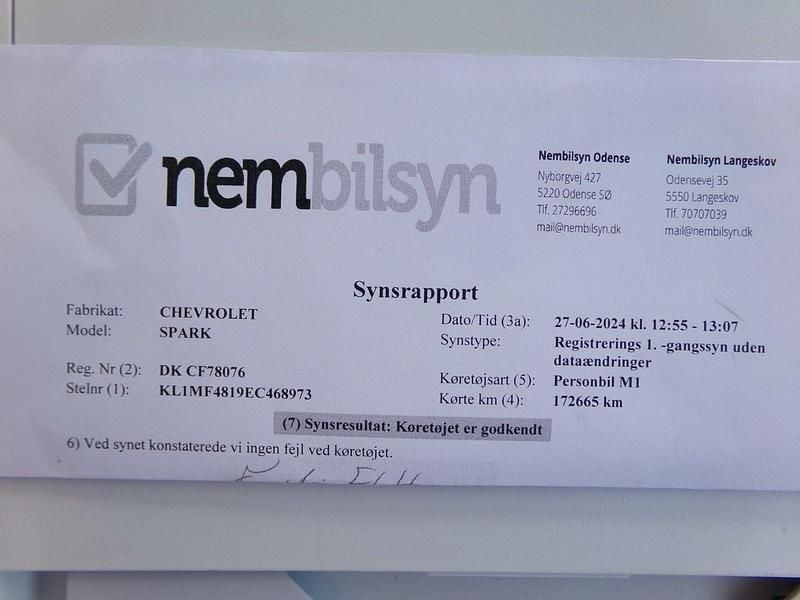 nembilsyn
Nembilsyn Odense
Nyborgvej 427
5220 Odense SØ
Tlf. 27296696
mail@nembilsyn.dk
Nembilsyn Langeskov
Odensevej 35
5550 Langeskov
Tlf. 70707039
mail@nembilsyn.dk
Synsrapport
Fabrikat: CHEVROLET
Model: SPARK
Reg. Nr (2): DK CF78076
Stelnr (1): KL1MF4819EC468973
Dato/Tid (3a): 27-06-2024 kl. 12:55 - 13:07
Synstype: Registrerings 1. -gangssyn uden
dataændringer
Køretøjsart (5): Personbil M1
Kørte km (4): 172665 km
(7) Synsresultat: Køretøjet er godkendt
6) Ved synet konstaterede vi ingen fejl ved køretøjet.